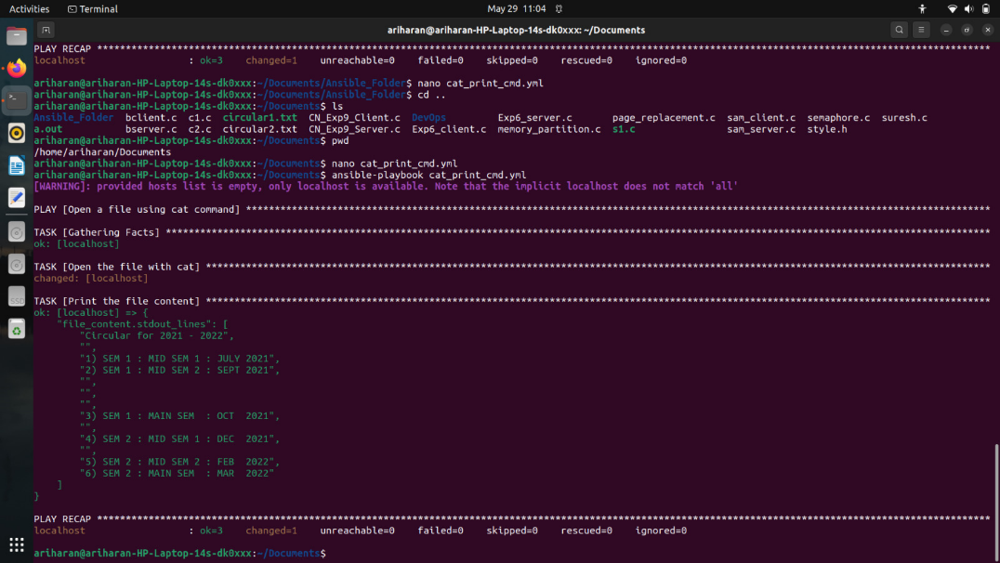 Activities Terminal May 29 11:04
ariharan@ariharan-HP-Laptop-14s-dk0xxx: ~/Documents
PLAY RECAP *********************************************************************
localhost : ok=3 changed=1 unreachable=0 failed=0 skipped=0 rescued=0 ignored=0
ariharan@ariharan-HP-Laptop-14s-dk0xxx:~/Documents/Ansible_Folder$ nano cat_print_cmd.yml
ariharan@ariharan-HP-Laptop-14s-dk0xxx:~/Documents/Ansible_Folder$ cd ..
ariharan@ariharan-HP-Laptop-14s-dk0xxx:~/Documents$ ls
Ansible_Folder bclient.c c1.c circular1.txt CN_Exp9_Client.c DevOps Exp6_server.c page_replacement.c sam_client.c semaphore.c suresh.c
a.out bserver.c c2.c circular2.txt CN_Exp9_Server.c Exp6_client.c memory_partition.c s1.c sam_server.c style.h
ariharan@ariharan-HP-Laptop-14s-dk0xxx:~/Documents$ pwd
/home/ariharan/Documents
ariharan@ariharan-HP-Laptop-14s-dk0xxx:~/Documents$ nano cat_print_cmd.yml
ariharan@ariharan-HP-Laptop-14s-dk0xxx:~/Documents$ ansible-playbook cat_print_cmd.yml
[WARNING]: provided hosts list is empty, only localhost is available. Note that the implicit localhost does not match 'all'
PLAY [Open a file using cat command] *********************************************************************
TASK [Gathering Facts] *********************************************************************
ok: [localhost]
TASK [Open the file with cat] *********************************************************************
changed: [localhost]
TASK [Print the file content] *********************************************************************
ok: [localhost] => {
"file_content.stdout_lines": [
"Circular for 2021 - 2022",
"",
"1) SEM 1 : MID SEM 1 : JULY 2021",
"2) SEM 1 : MID SEM 2 : SEPT 2021",
"",
"",
"",
"3) SEM 1 : MAIN SEM  : OCT  2021",
"",
"4) SEM 2 : MID SEM 1 : DEC  2021",
"",
"5) SEM 2 : MID SEM 2 : FEB  2022",
"6) SEM 2 : MAIN SEM  : MAR  2022"
]
}
PLAY RECAP *********************************************************************
localhost : ok=3 changed=1 unreachable=0 failed=0 skipped=0 rescued=0 ignored=0
ariharan@ariharan-HP-Laptop-14s-dk0xxx:~/Documents$
SSD